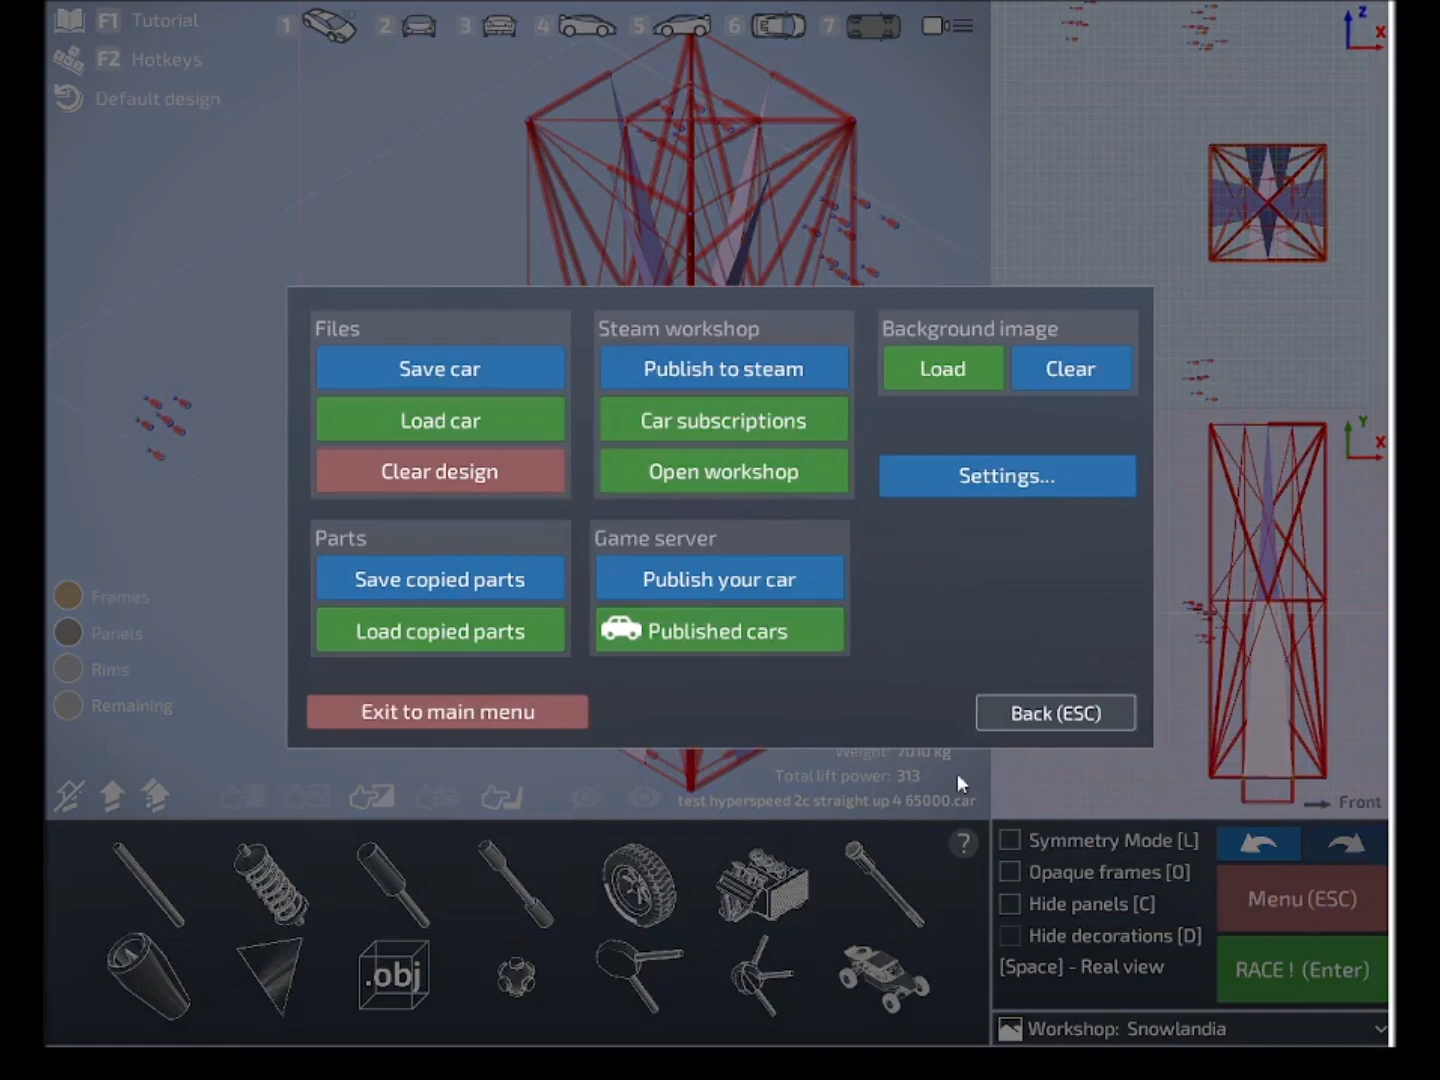 F1 Tutorial
F2 Hotkeys
Default design
1 2 3 4 5 6 7
Z
X
Files
Save car
Load car
Clear design
Steam workshop
Publish to steam
Car subscriptions
Open workshop
Background image
Load
Clear
Settings...
Y
X
Parts
Save copied parts
Load copied parts
Game server
Publish your car
Published cars
Exit to main menu
Back (ESC)
Frames
Panels
Rims
Remaining
Weight: 7010 kg
Total lift power: 313
test hyperspeed 2c straight up 4 65000.car
Front
?
.obj
Symmetry Mode [L]
Opaque frames [O]
Hide panels [C]
Hide decorations [D]
[Space] - Real view
Menu (ESC)
RACE ! (Enter)
Workshop: Snowlandia